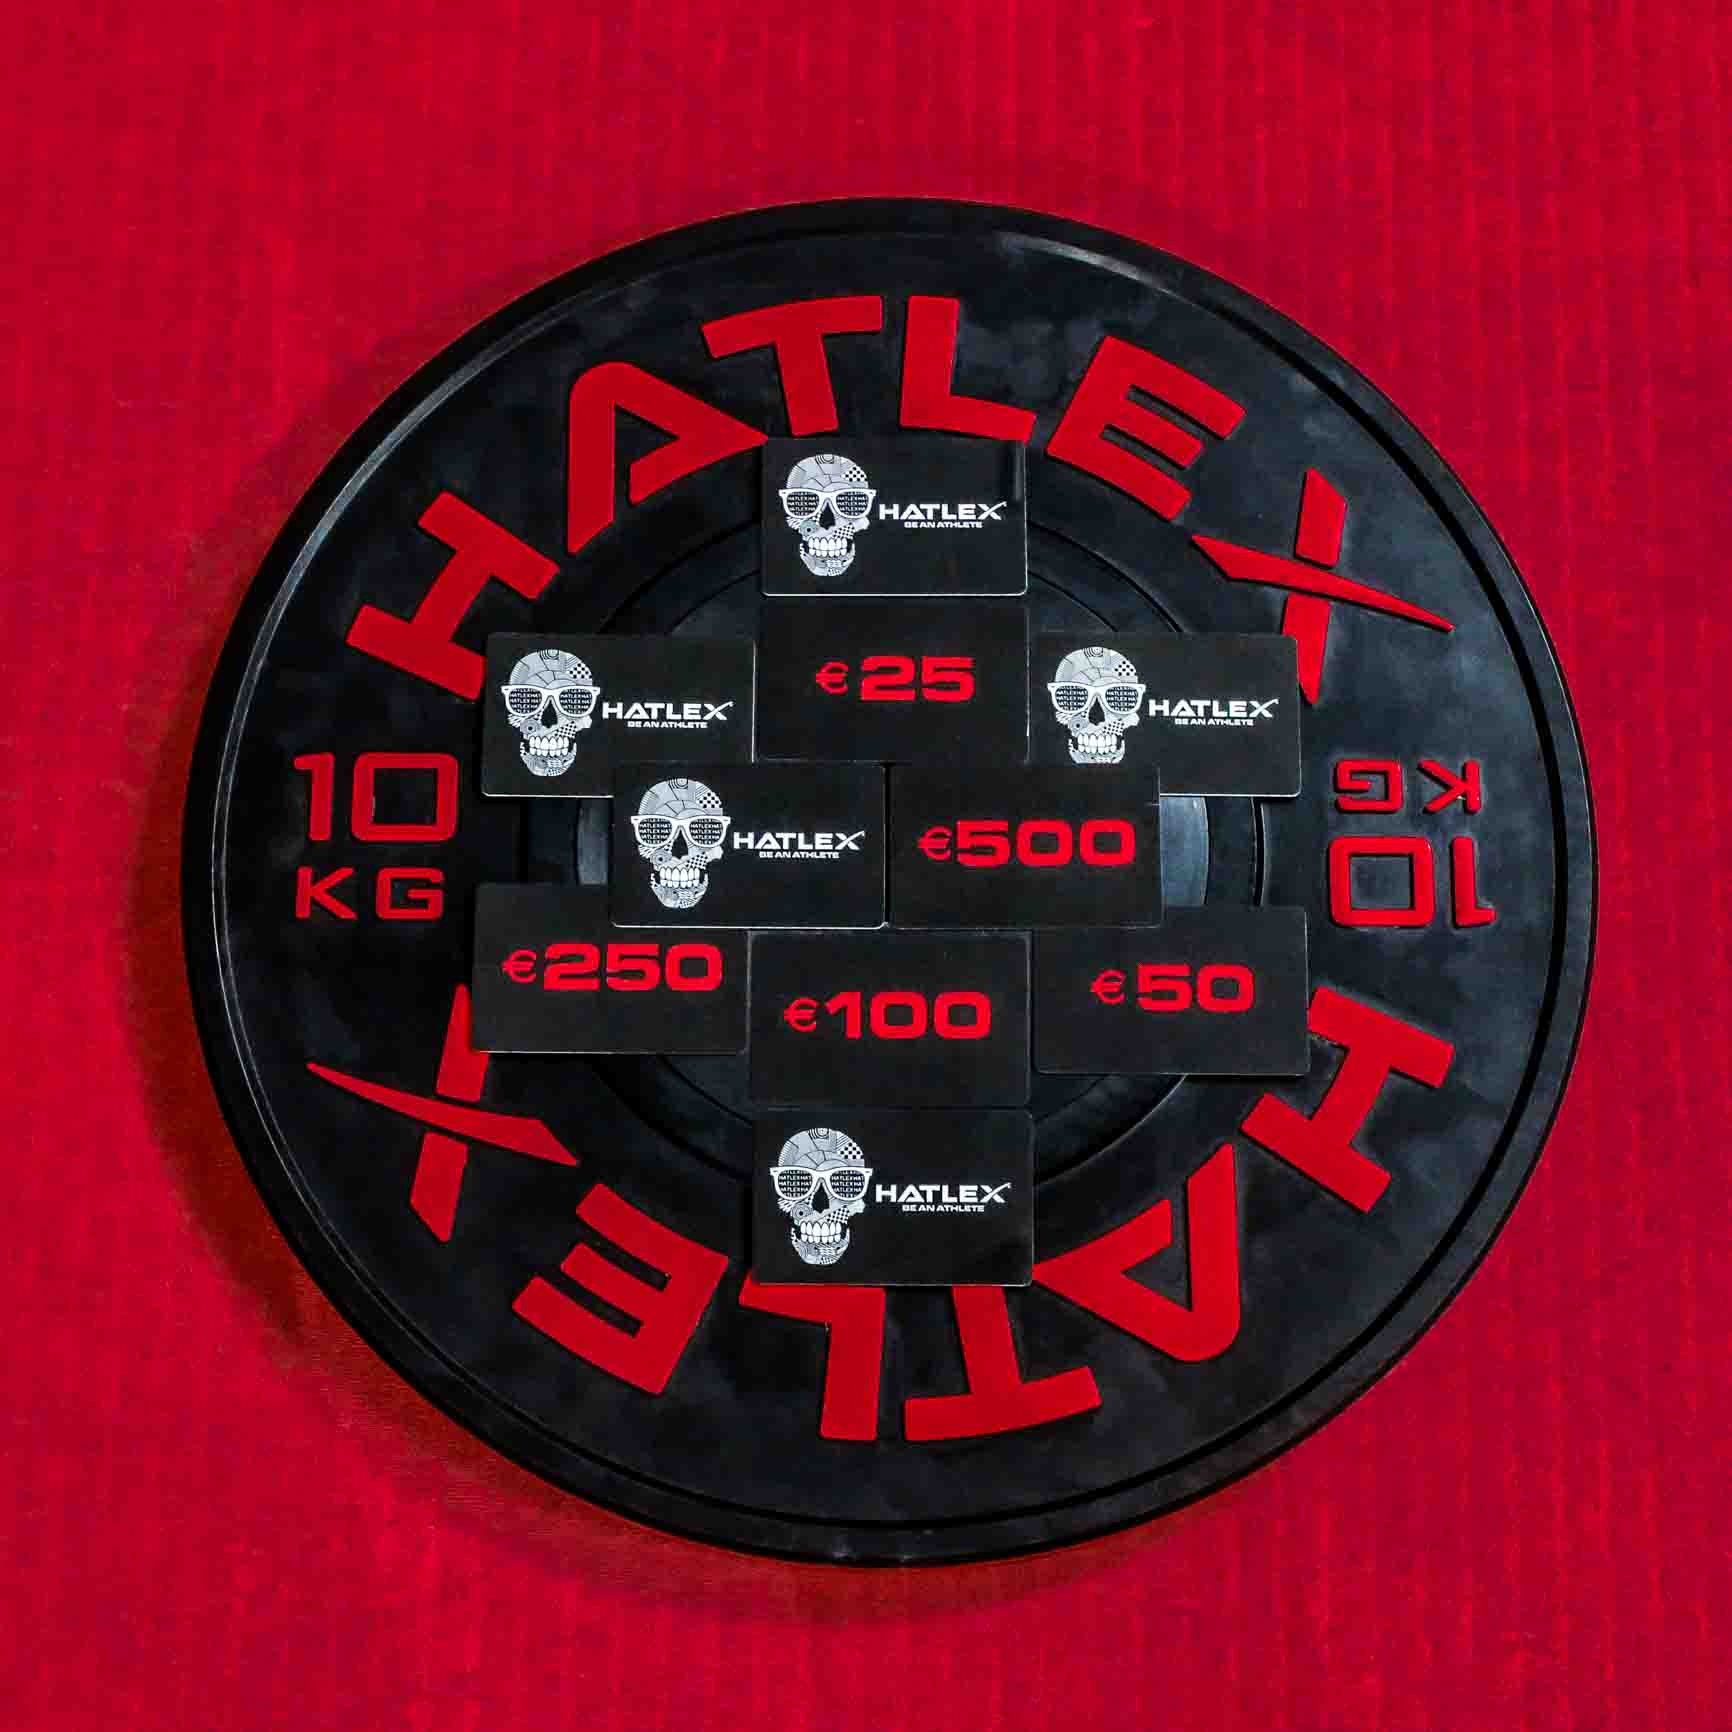 HATLEX
HATLEX
BE AN ATHLETE
€25
HATLEX
BE AN ATHLETE
HATLEX
BE AN ATHLETE
10
KG
10
KG
HATLEX
BE AN ATHLETE
€500
€250
€100
€50
HATLEX
BE AN ATHLETE
HATLEX